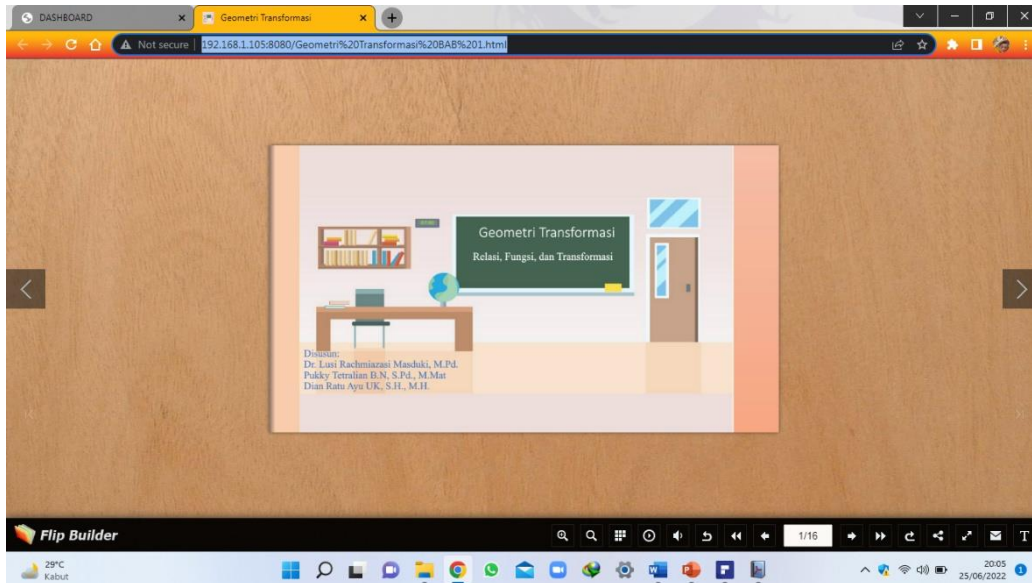 DASHBOARD
Geometri Transformasi
Not secure
192.168.1.105:8080/Geometri%20Transformasi%20BAB%201.html
Geometri Transformasi
Relasi, Fungsi, dan Transformasi
Disusun:
Dr. Lusi Rachmiazasi Masduki, M.Pd.
Pukky Tetralian B.N, S.Pd., M.Mat
Dian Ratu Ayu UK, S.H., M.H.
Flip Builder
1/16
T
29°C
Kabut
20:05
25/06/2022
1